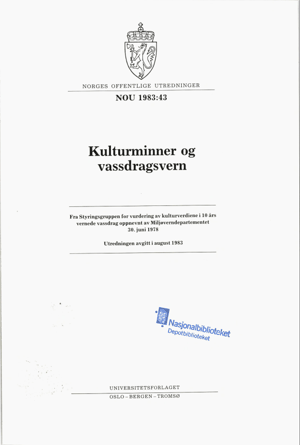 NORGES OFFENTLIGE UTREDNINGER
NOU 1983:43
Kulturminner og
vassdragsvern
Fra Styringsgruppen for vurdering av kulturverdiene i 10 års
vernede vassdrag oppnevnt av Miljøverndepartementet
30. juni 1978
Utredningen avgitt i august 1983
Nasjonalbiblioteket
Depotbiblioteket
UNIVERSITETSFORLAGET
OSLO - BERGEN - TROMSØ